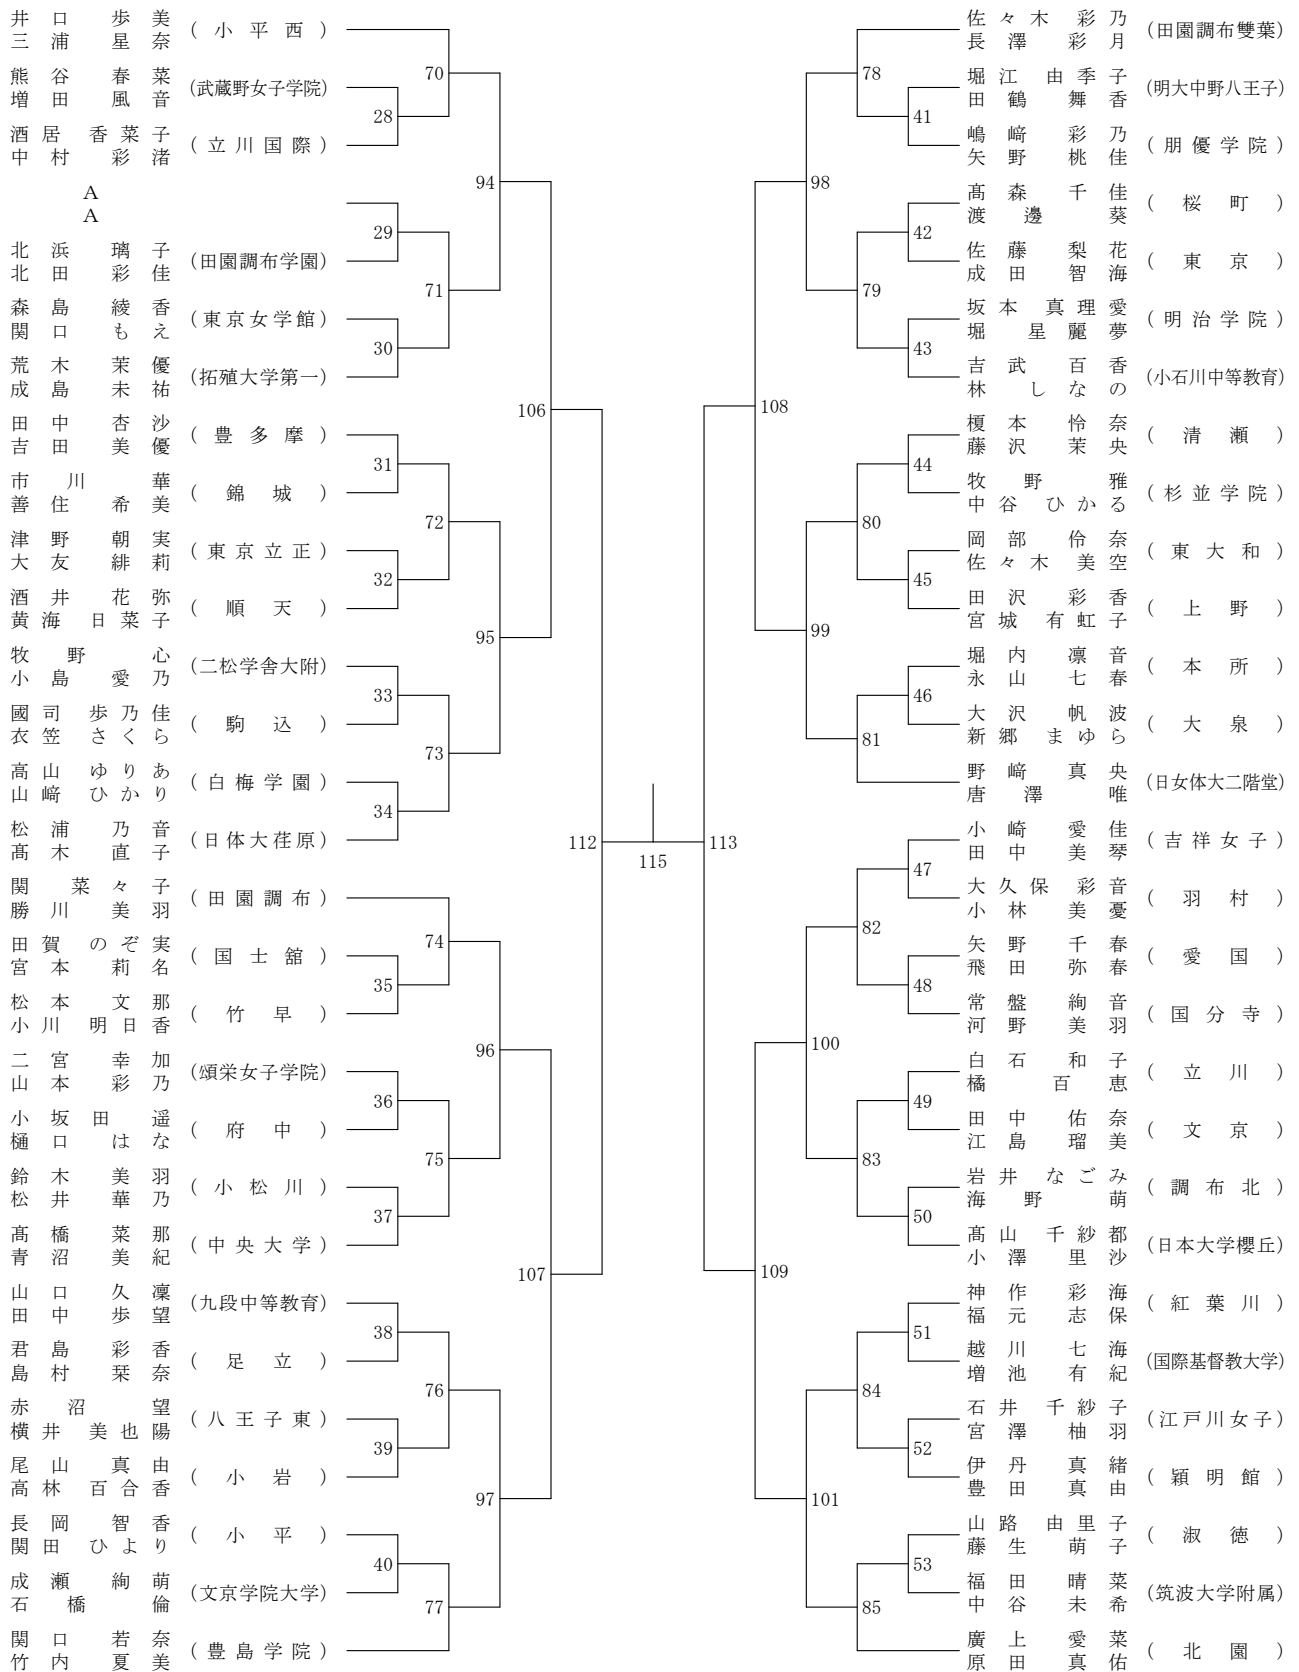 井口 歩美
三浦 星奈 (小平西)
熊谷 春菜
増田 風音 (武蔵野女子学院)
酒居 香菜子
中村 彩渚 (立川国際)
A
A
北浜 璃子
北田 彩佳 (田園調布学園)
森島 綾香
関口 もえ (東京女学館)
荒木 茉優
成島 未祐 (拓殖大学第一)
田中 杏沙
吉田 美優 (豊多摩)
市川 華
善住 希美 (錦城)
津野 朝実
大友 緋莉 (東京立正)
酒井 花弥
黄海 日菜子 (順天)
牧野 心
小島 愛乃 (二松学舎大附)
國司 歩乃佳
衣笠 さくら (駒込)
高山 ゆりあ
山﨑 ひかり (白梅学園)
松浦 乃音
髙木 直子 (日体大荏原)
関 菜々子
勝川 美羽 (田園調布)
田賀 のぞ実
宮本 莉名 (国士舘)
松本 文那
小川 明日香 (竹早)
二宮 幸加
山本 彩乃 (頌栄女子学院)
小坂田 遥
樋口 はな (府中)
鈴木 美羽
松井 華乃 (小松川)
髙橋 菜那
青沼 美紀 (中央大学)
山口 久凜
田中 歩望 (九段中等教育)
君島 彩香
島村 栞奈 (足立)
赤沼 望
横井 美也陽 (八王子東)
尾山 真由
高林 百合香 (小岩)
長岡 智香
関田 ひより (小平)
成瀬 絢萌
石橋 倫 (文京学院大学)
関口 若奈
竹内 夏美 (豊島学院)
70
28
94
29
71
30
106
31
72
32
95
33
73
34
112
74
35
96
36
75
37
107
38
76
39
97
40
77
115
113
78
41
98
42
79
43
108
44
80
45
99
46
81
47
82
48
100
49
83
50
109
51
84
52
101
53
85
佐々木 彩乃
長澤 彩月 (田園調布雙葉)
堀江 由季子
田鶴 舞香 (明大中野八王子)
嶋﨑 彩乃
矢野 桃佳 (朋優学院)
髙森 千佳
渡邊 葵 (桜町)
佐藤 梨花
成田 智海 (東京)
坂本 真理愛
堀 星麗夢 (明治学院)
吉武 百香
林 しなの (小石川中等教育)
榎本 怜奈
藤沢 茉央 (清瀬)
牧野 雅
中谷 ひかる (杉並学院)
岡部 伶奈
佐々木 美空 (東大和)
田沢 彩香
宮城 有虹子 (上野)
堀内 凛音
永山 七春 (本所)
大沢 帆波
新郷 まゆら (大泉)
野﨑 真央
唐澤 唯 (日女体大二階堂)
小崎 愛佳
田中 美琴 (吉祥女子)
大久保 彩音
小林 美憂 (羽村)
矢野 千春
飛田 弥春 (愛国)
常盤 絢音
河野 美羽 (国分寺)
白石 和子
橘 百恵 (立川)
田中 佑奈
江島 瑠美 (文京)
岩井 なごみ
海野 萌 (調布北)
髙山 千紗都
小澤 里沙 (日本大学櫻丘)
神作 彩海
福元 志保 (紅葉川)
越川 七海
増池 有紀 (国際基督教大学)
石井 千紗子
宮澤 柚羽 (江戸川女子)
伊丹 真緒
豊田 真由 (穎明館)
山路 由里子
藤生 萌子 (淑徳)
福田 晴菜
中谷 未希 (筑波大学附属)
廣上 愛菜
原田 真佑 (北園)